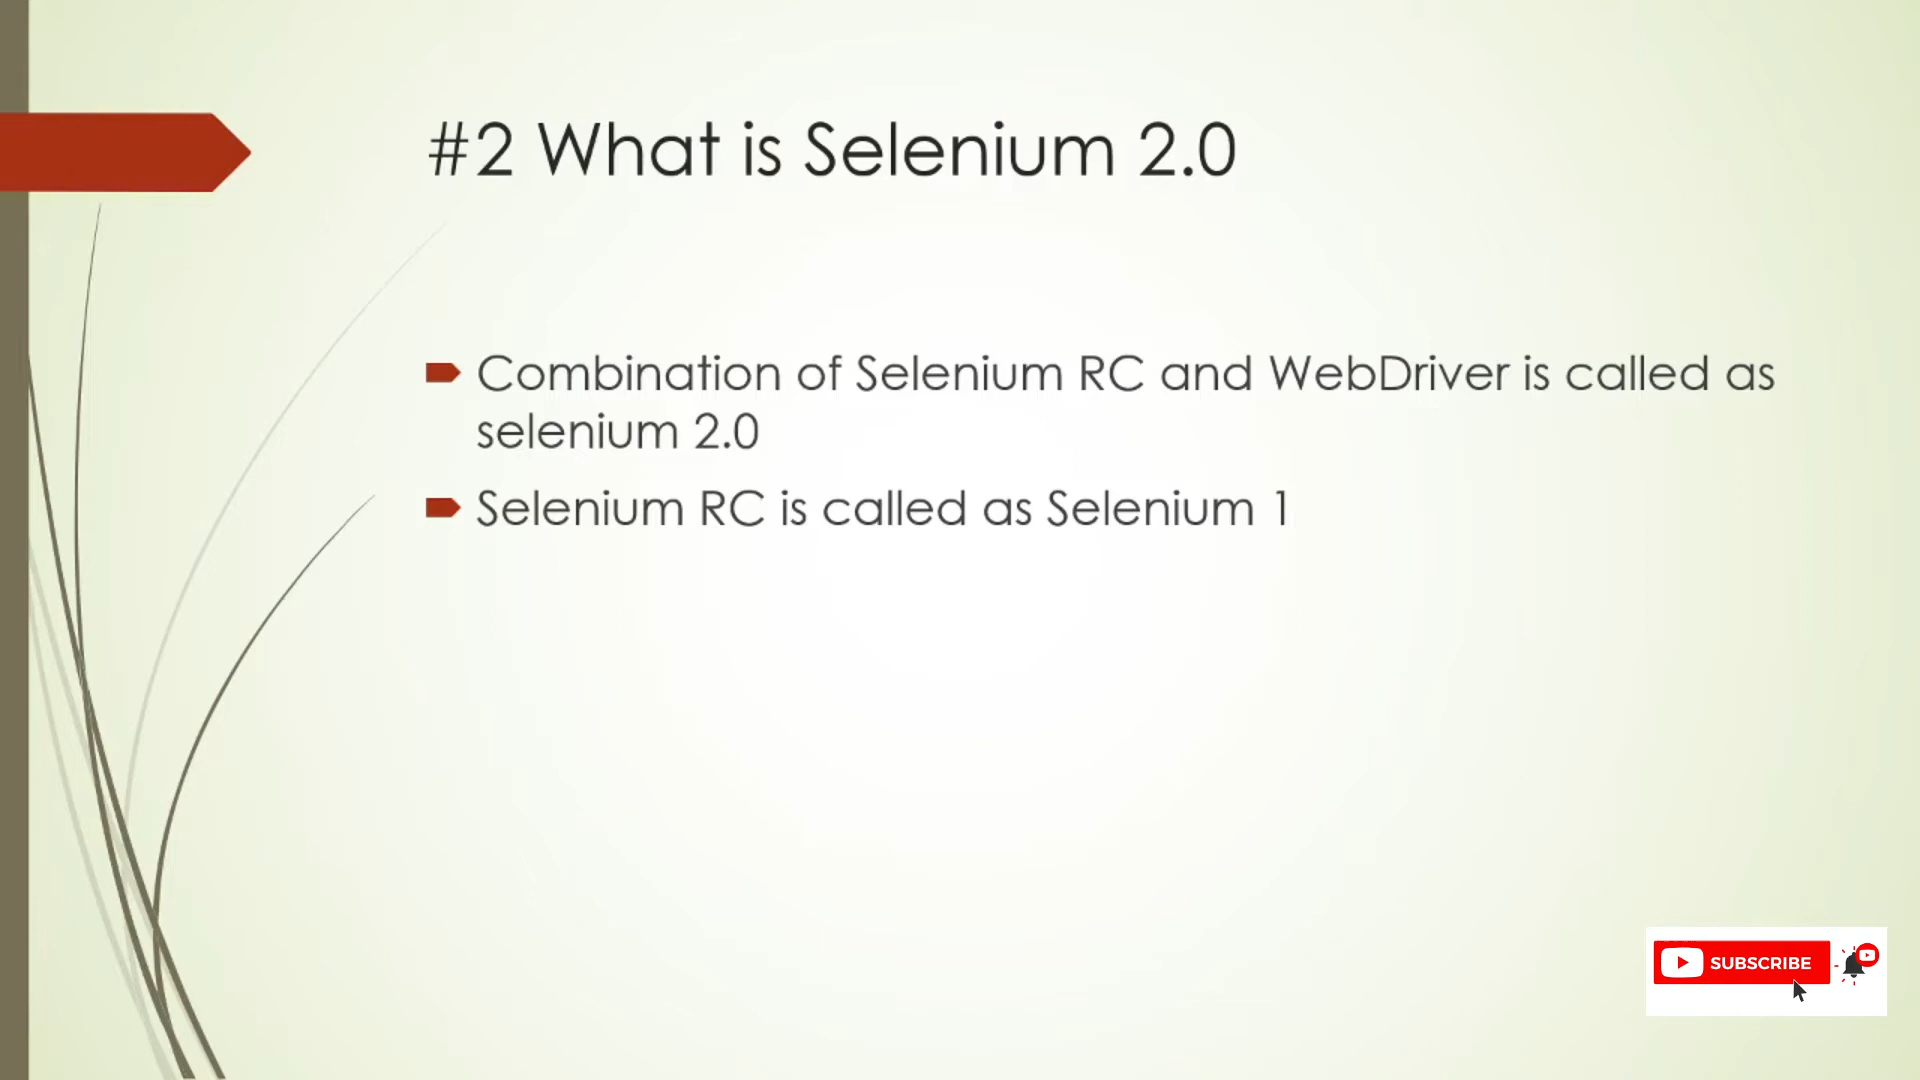 #2 What is Selenium 2.0
Combination of Selenium RC and WebDriver is called as
selenium 2.0
Selenium RC is called as Selenium 1
SUBSCRIBE